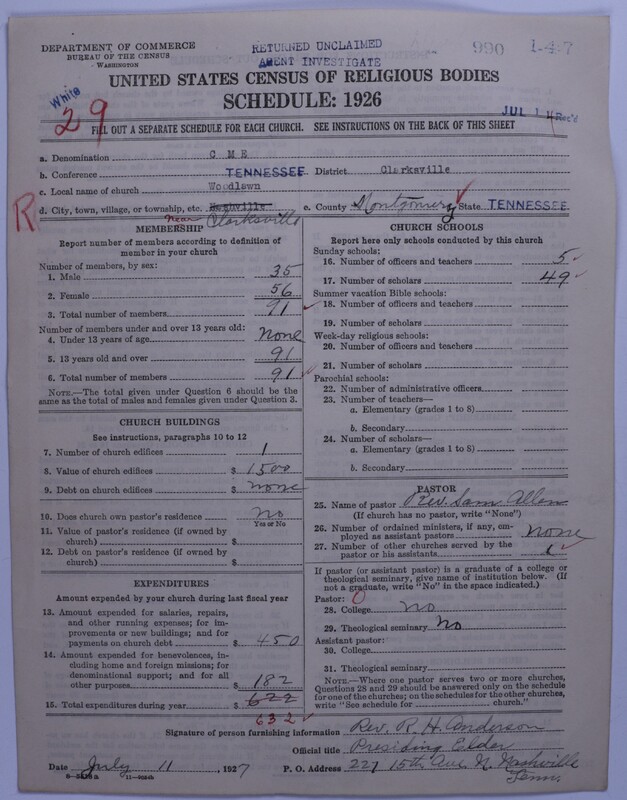 DEPARTMENT OF COMMERCE
BUREAU OF THE CENSUS
WASHINGTON
RETURNED UNCLAIMED
AGENT INVESTIGATE
990 1-4-7
UNITED STATES CENSUS OF RELIGIOUS BODIES
SCHEDULE: 1926
White
29
JUL 14 Rec'd
FILL OUT A SEPARATE SCHEDULE FOR EACH CHURCH. SEE INSTRUCTIONS ON THE BACK OF THIS SHEET
a. Denomination C M E
b. Conference TENNESSEE District Clarksville
c. Local name of church Woodlawn
R
d. City, town, village, or township, etc. Nashville near Clarksville e. County Montgomery State TENNESSEE
MEMBERSHIP
Report number of members according to definition of
member in your church
Number of members, by sex:
1. Male 35
2. Female 56
3. Total number of members 91
Number of members under and over 13 years old:
4. Under 13 years of age None
5. 13 years old and over 91
6. Total number of members 91
NOTE.—The total given under Question 6 should be the
same as the total of males and females given under Question 3.
CHURCH BUILDINGS
See instructions, paragraphs 10 to 12
7. Number of church edifices 1
8. Value of church edifices $ 1500
9. Debt on church edifices $ none
10. Does church own pastor's residence no
Yes or No
11. Value of pastor's residence (if owned by
church) $
12. Debt on pastor's residence (if owned by
church) $
EXPENDITURES
Amount expended by your church during last fiscal year
13. Amount expended for salaries, repairs,
and other running expenses; for im-
provements or new buildings; and for
payments on church debt $ 450
14. Amount expended for benevolences, in-
cluding home and foreign missions; for
denominational support; and for all
other purposes $ 182
15. Total expenditures during year $ 622
632
CHURCH SCHOOLS
Report here only schools conducted by this church
Sunday schools:
16. Number of officers and teachers 5
17. Number of scholars 49
Summer vacation Bible schools:
18. Number of officers and teachers
19. Number of scholars
Week-day religious schools:
20. Number of officers and teachers
21. Number of scholars
Parochial schools:
22. Number of administrative officers
23. Number of teachers—
a. Elementary (grades 1 to 8)
b. Secondary
24. Number of scholars—
a. Elementary (grades 1 to 8)
b. Secondary
PASTOR
25. Name of pastor Rev. Sam Allen
(If church has no pastor, write "None")
26. Number of ordained ministers, if any, em-
ployed as assistant pastors none
27. Number of other churches served by the
pastor or his assistants 1
If pastor (or assistant pastor) is a graduate of a college or
theological seminary, give name of institution below. (If
not a graduate, write "No" in the space indicated.)
Pastor: 0
28. College no
29. Theological seminary No
Assistant pastor:
30. College
31. Theological seminary
NOTE.—Where one pastor serves two or more churches,
Questions 28 and 29 should be answered only on the schedule
for one of the churches; on the schedules for the other churches,
write "See schedule for church."
Signature of person furnishing information Rev. R. H. Anderson
Official title Presiding Elder
Date July 11, 1927 P. O. Address 227 15th Ave. N. Nashville
Tenn.